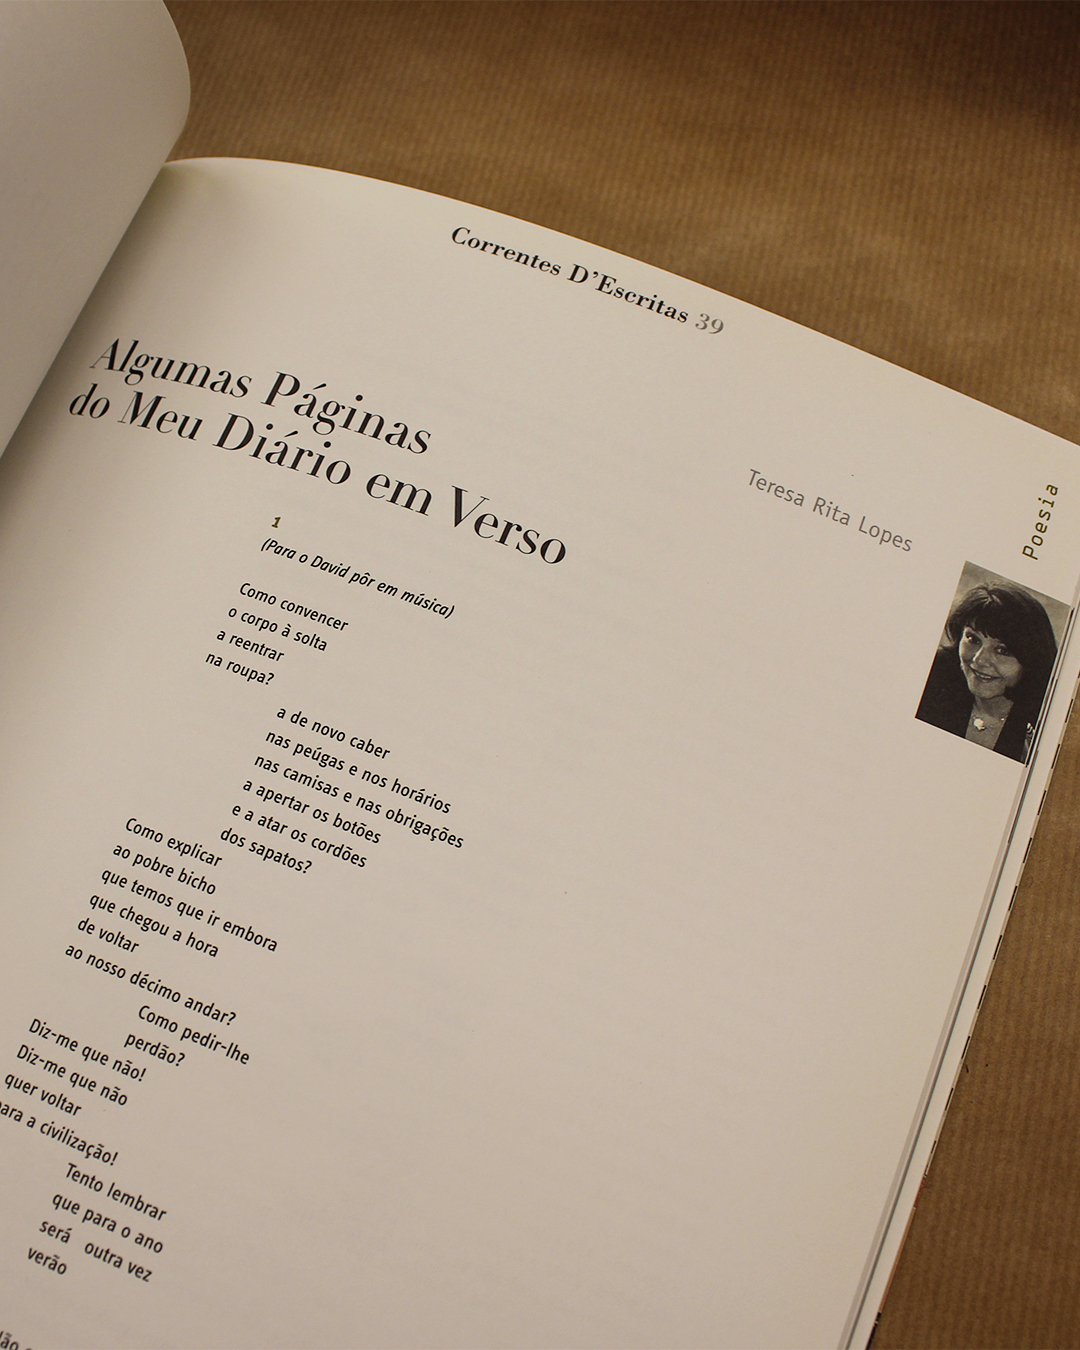 Correntes D'Escritas 39
Algumas Páginas
do Meu Diário em Verso
Teresa Rita Lopes
Poesia
1
(Para o David pôr em música)
Como convencer
o corpo à solta
a reentrar
na roupa?
a de novo caber
nas peúgas e nos horários
nas camisas e nas obrigações
a apertar os botões
e a atar os cordões
dos sapatos?
Como explicar
ao pobre bicho
que temos que ir embora
que chegou a hora
de voltar
ao nosso décimo andar?
Como pedir-lhe
perdão?
Diz-me que não!
Diz-me que não
quer voltar
para a civilização!
Tento lembrar
que para o ano
será outra vez
verão